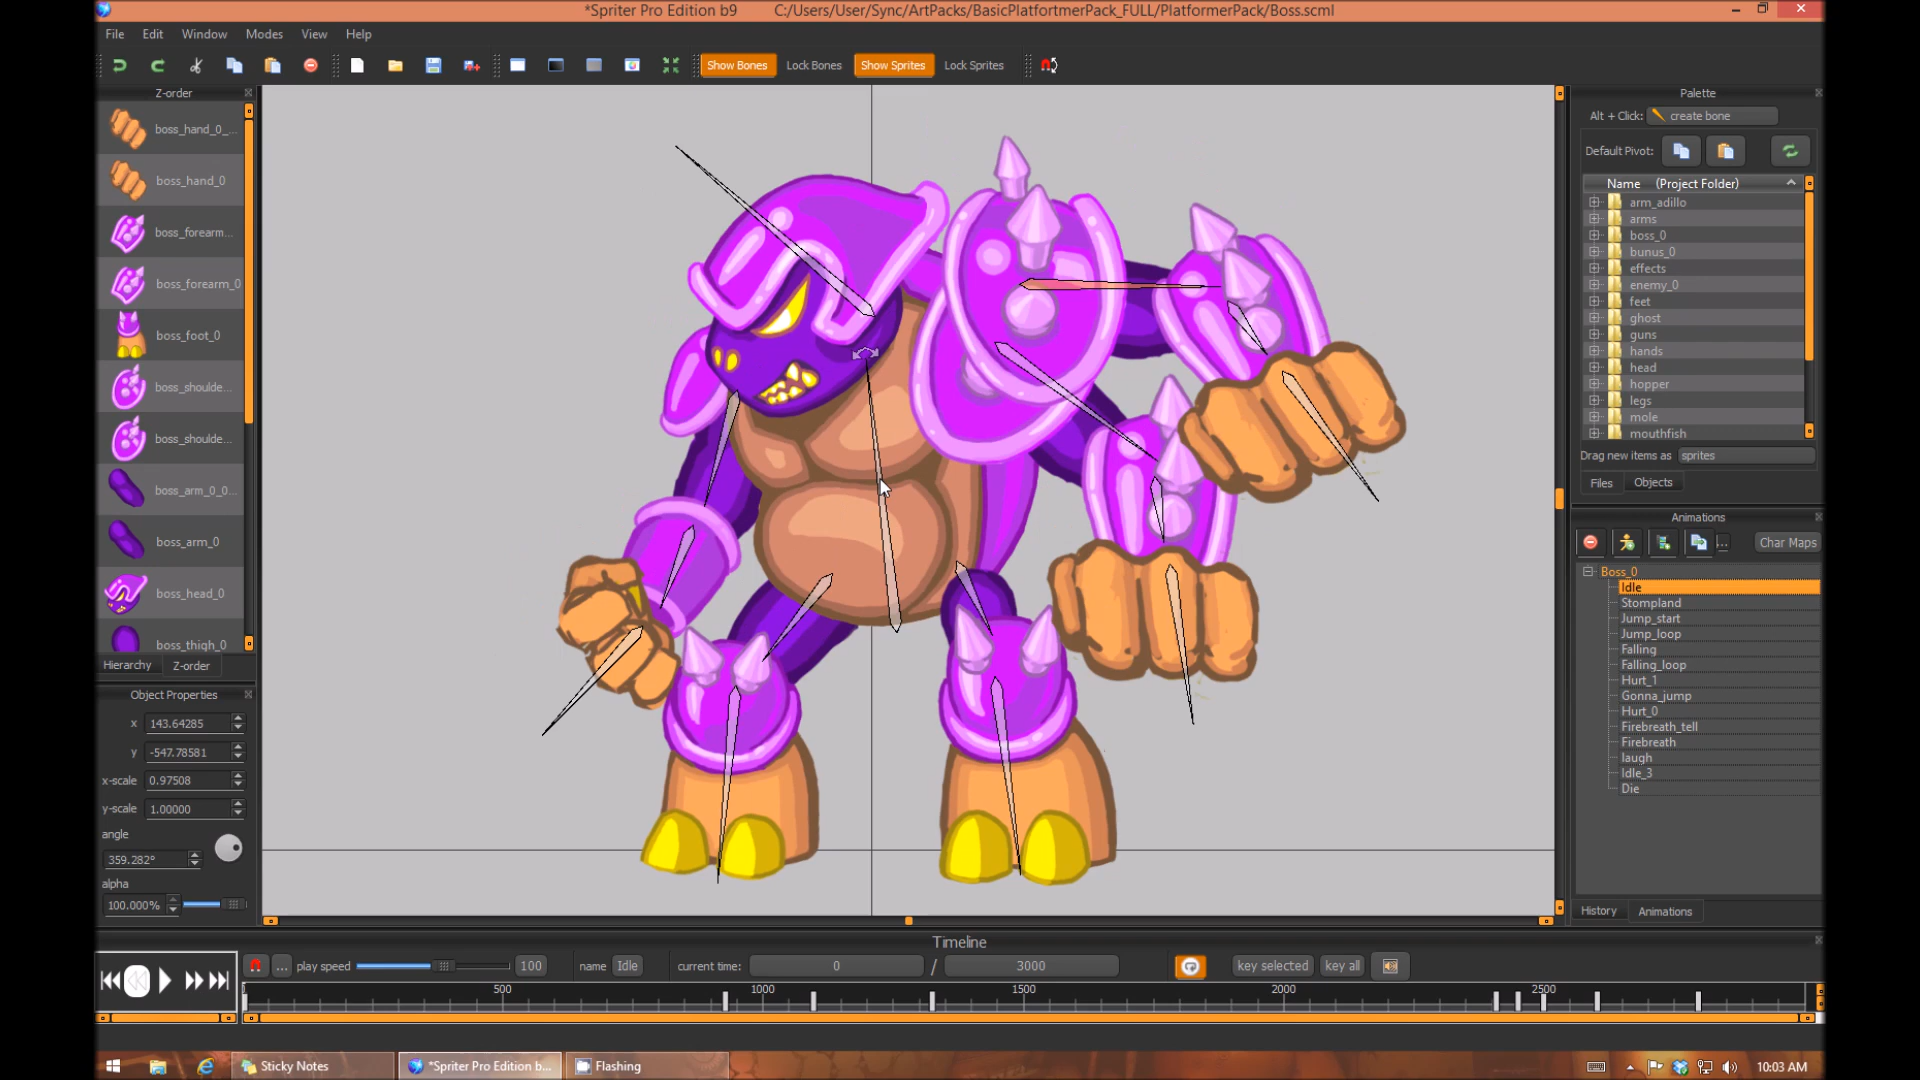 *Spriter Pro Edition b9 C:/Users/User/Sync/ArtPacks/BasicPlatfortmerPack_FULL/PlatformerPack/Boss.scml
File Edit Window Modes View Help
Show Bones Lock Bones Show Sprites Lock Sprites
Z-order
boss_hand_0_...
boss_hand_0
boss_forearm...
boss_forearm_0
boss_foot_0
boss_shoulde...
boss_shoulde...
boss_arm_0_0...
boss_arm_0
boss_head_0
boss_thigh_0
Hierarchy Z-order
Object Properties
x 143.64285
y -547.78581
x-scale 0.97508
y-scale 1.00000
angle
359.282°
alpha
100.000%
Palette
Alt + Click: create bone
Default Pivot:
Name (Project Folder)
arm_adillo
arms
boss_0
bunus_0
effects
enemy_0
feet
ghost
guns
hands
head
hopper
legs
mole
mouthfish
Drag new items as sprites
Files Objects
Animations
... Char Maps
Boss_0
Idle
Stompland
Jump_start
Jump_loop
Falling
Falling_loop
Hurt_1
Gonna_jump
Hurt_0
Firebreath_tell
Firebreath
laugh
Idle_3
Die
History Animations
Timeline
... play speed 100 name Idle current time: 0 / 3000 key selected key all
500 1000 1500 2000 2500
Sticky Notes *Spriter Pro Edition b... Flashing 10:03 AM